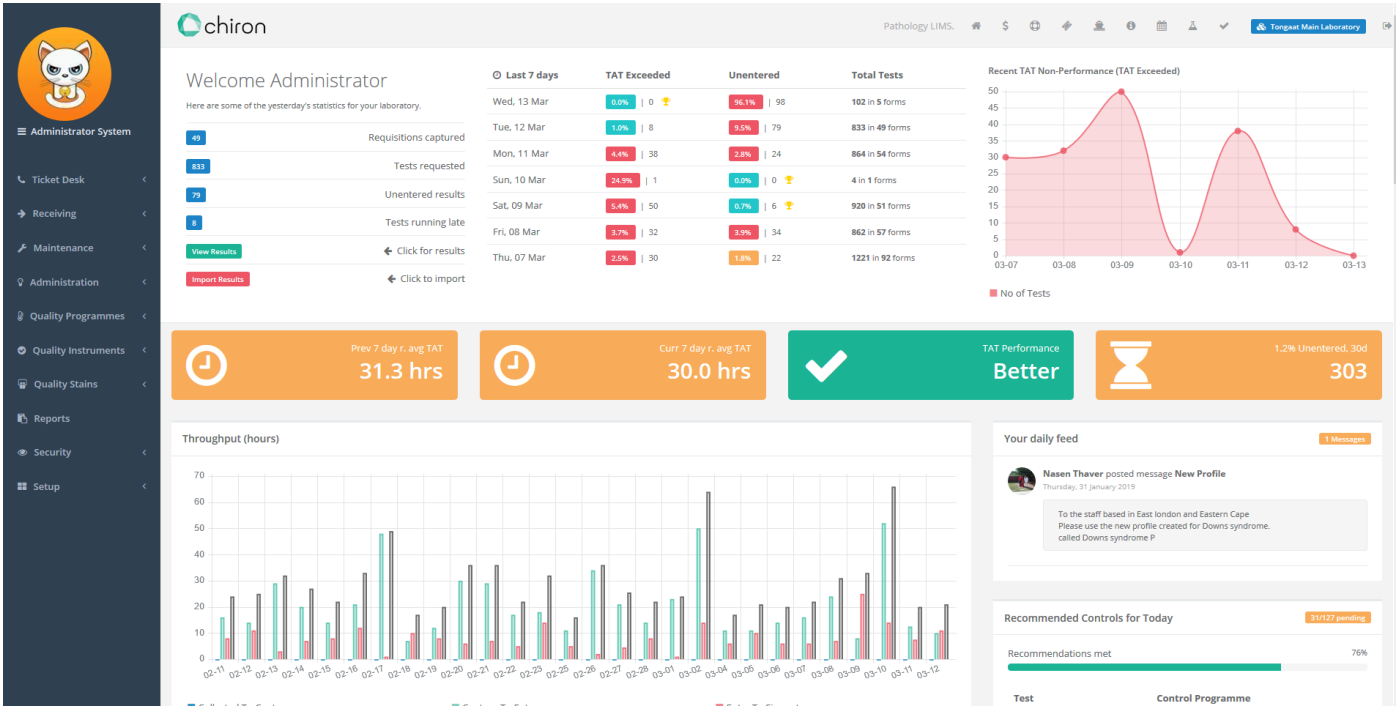 chiron
Pathology LIMS.
$
Tongaat Main Laboratory
Administrator System
Ticket Desk
Receiving
Maintenance
Administration
Quality Programmes
Quality Instruments
Quality Stains
Reports
Security
Setup
Welcome Administrator
Here are some of the yesterday's statistics for your laboratory.
49 Requisitions captured
833 Tests requested
79 Unentered results
8 Tests running late
View Results Click for results
Import Results Click to import
Last 7 days TAT Exceeded Unentered Total Tests
Wed, 13 Mar 0.0% | 0 96.1% | 98 102 in 5 forms
Tue, 12 Mar 1.0% | 8 9.5% | 79 833 in 49 forms
Mon, 11 Mar 4.4% | 38 2.8% | 24 864 in 54 forms
Sun, 10 Mar 24.9% | 1 0.0% | 0 4 in 1 forms
Sat, 09 Mar 5.4% | 50 0.7% | 6 920 in 51 forms
Fri, 08 Mar 3.7% | 32 3.9% | 34 862 in 57 forms
Thu, 07 Mar 2.5% | 30 1.8% | 22 1221 in 92 forms
Recent TAT Non-Performance (TAT Exceeded)
50
45
40
35
30
25
20
15
10
5
0
03-07 03-08 03-09 03-10 03-11 03-12 03-13
No of Tests
Prev 7 day r. avg TAT
31.3 hrs
Curr 7 day r. avg TAT
30.0 hrs
TAT Performance
Better
1.2% Unentered, 30d
303
Throughput (hours)
70
60
50
40
30
20
10
0
02-11 02-12 02-13 02-14 02-15 02-16 02-17 02-18 02-19 02-20 02-21 02-22 02-23 02-25 02-26 02-27 02-28 03-01 03-02 03-04 03-05 03-06 03-07 03-08 03-09 03-10 03-11 03-12
Your daily feed
1 Messages
Nasen Thaver posted message New Profile
Thursday, 31 January 2019
To the staff based in East london and Eastern Cape
Please use the new profile created for Downs syndrome.
called Downs syndrome P
Recommended Controls for Today
31/127 pending
Recommendations met 76%
Test Control Programme